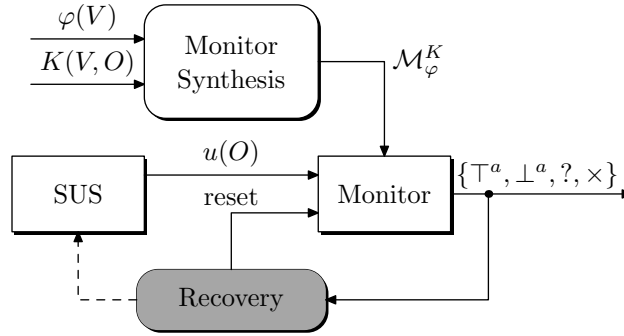 φ(V)
K(V, O)
Monitor
Synthesis
ℳ_φ^K
SUS
u(O)
reset
Monitor
{⊤^a, ⊥^a, ?, ×}
Recovery